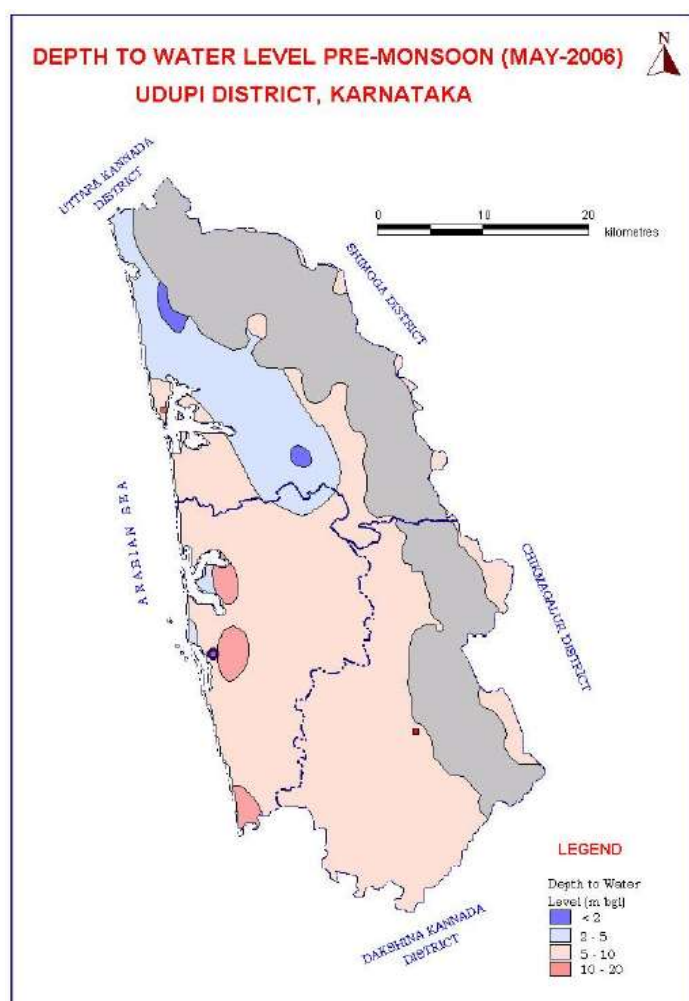 DEPTH TO WATER LEVEL PRE-MONSOON (MAY-2006)
UDUPI DISTRICT, KARNATAKA
N
UTTARA KANNADA
DISTRICT
0 10 20
kilometres
SHIMOGA DISTRICT
ARABIAN SEA
CHIKMAGALUR DISTRICT
DAKSHINA KANNADA
DISTRICT
LEGEND
Depth to Water
Level (m bgl)
< 2
2 - 5
5 - 10
10 - 20